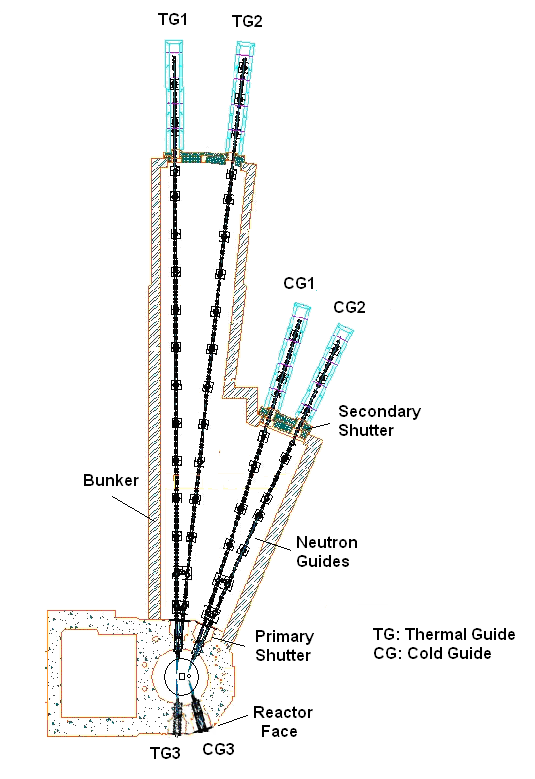 TG1
TG2
CG1
CG2
Secondary
Shutter
Bunker
Neutron
Guides
Primary
Shutter
TG: Thermal Guide
CG: Cold Guide
Reactor
Face
TG3
CG3